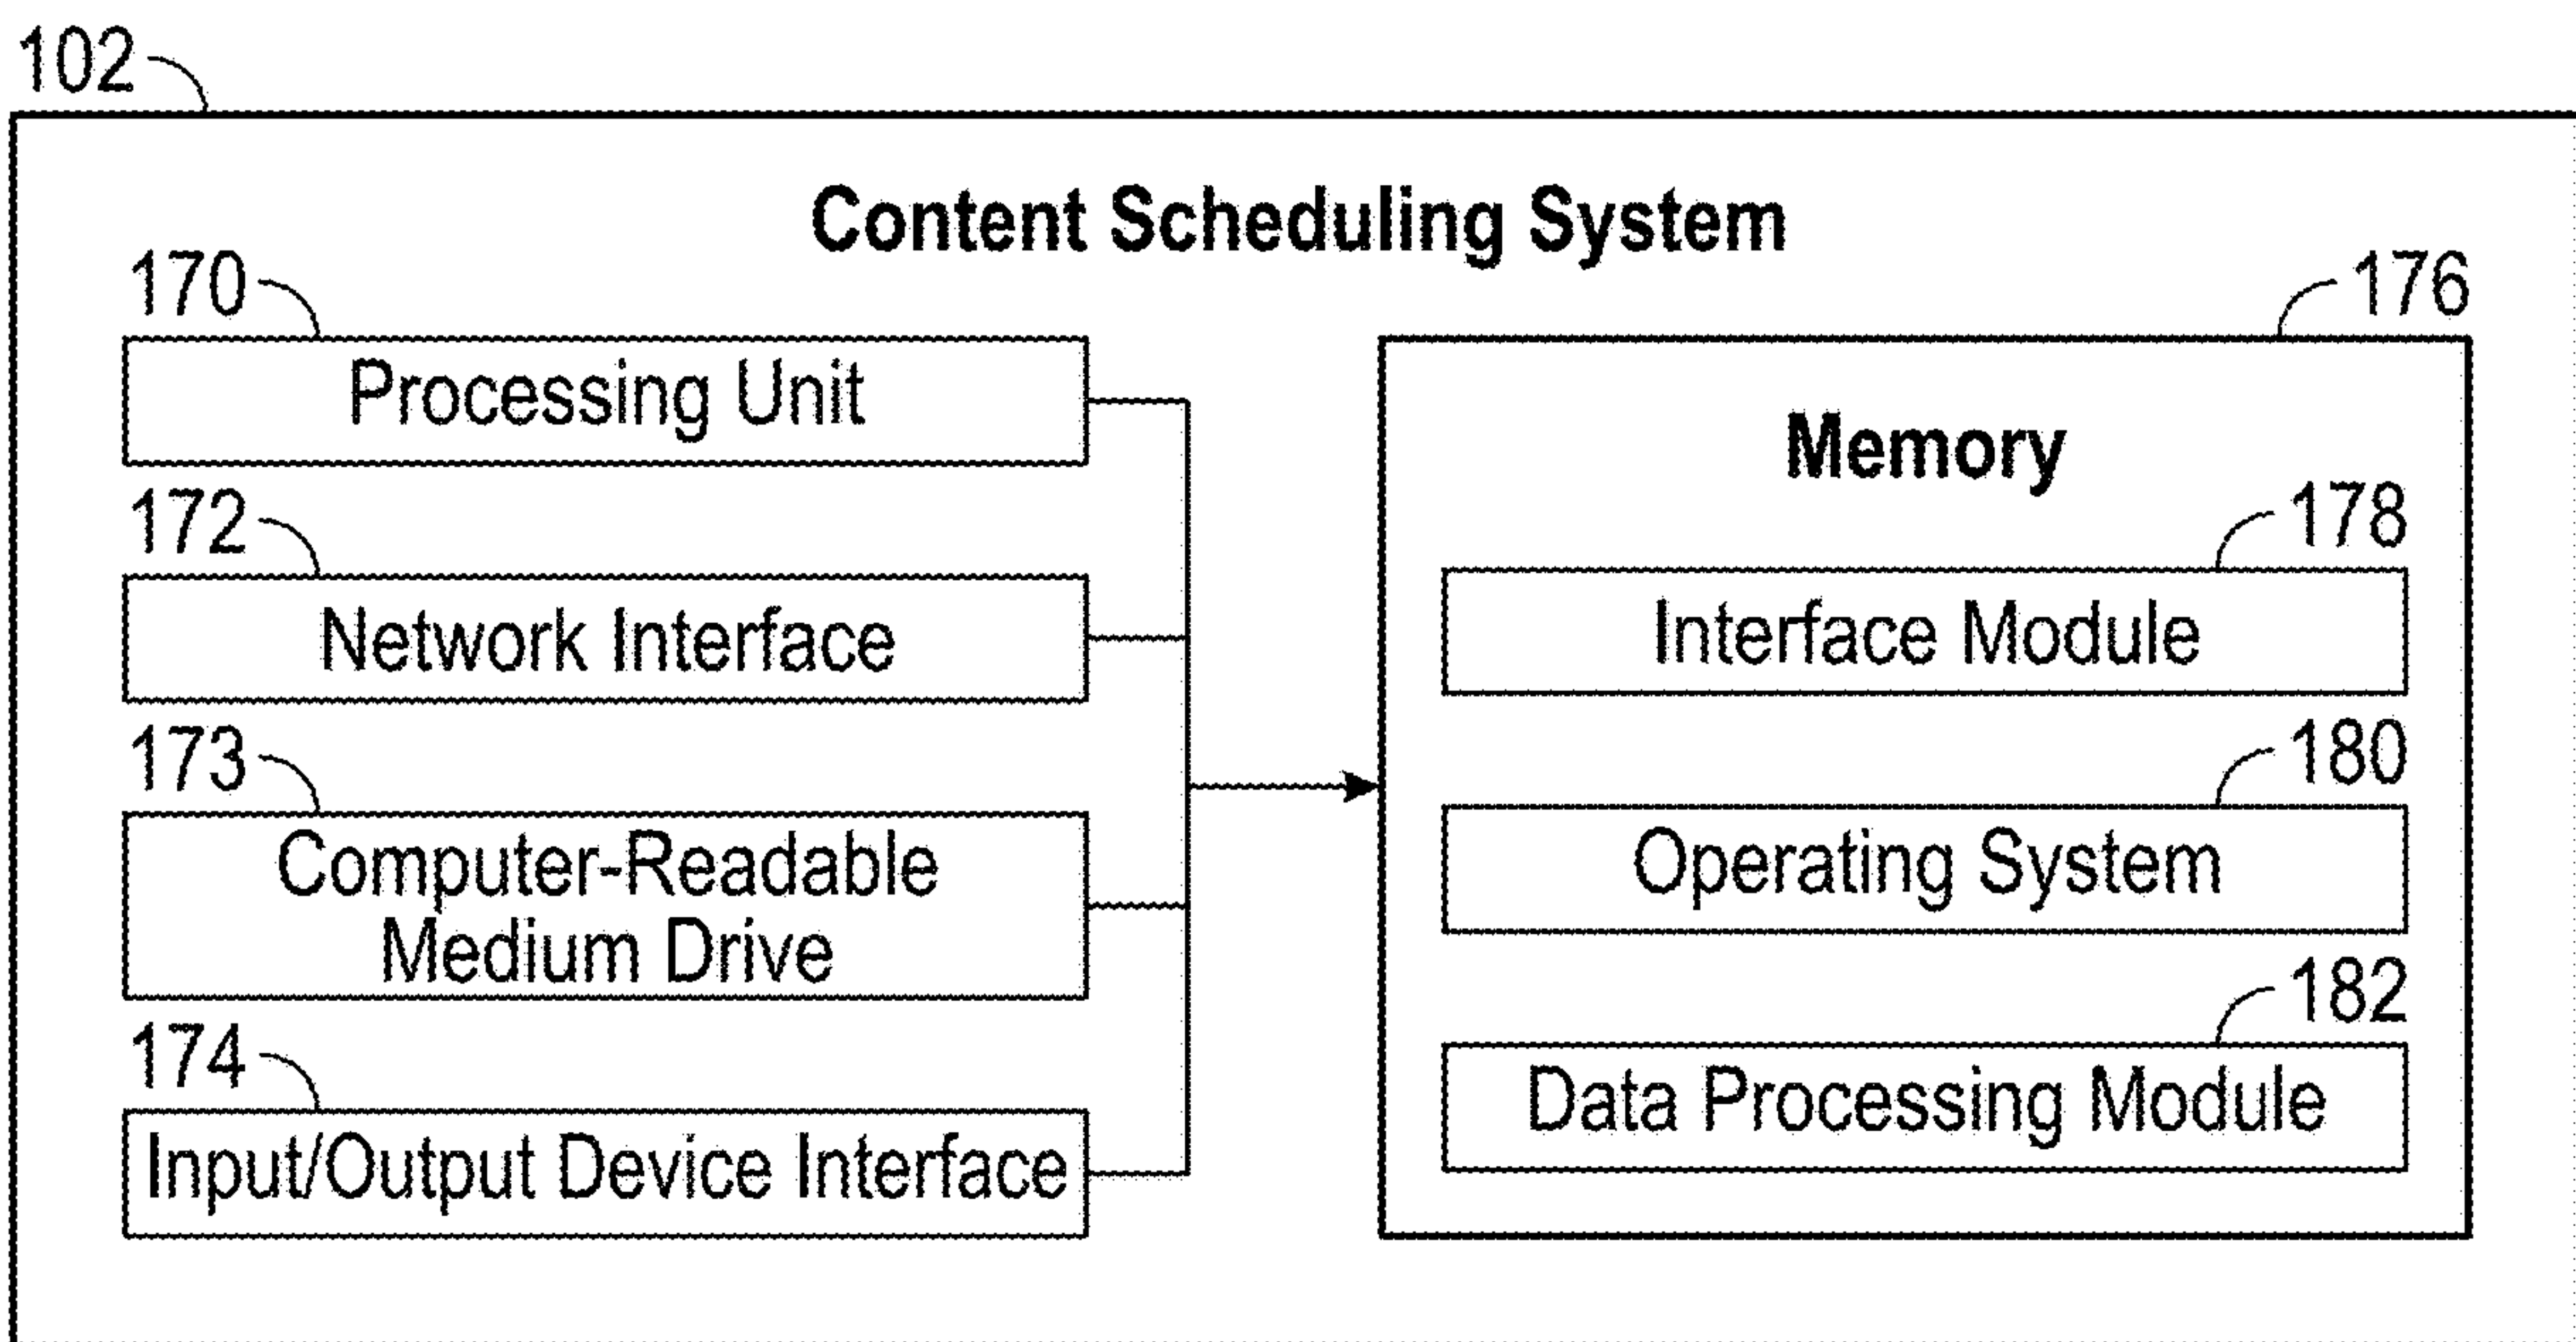 102
Content Scheduling System
170
Processing Unit
172
Network Interface
173
Computer-Readable
Medium Drive
174
Input/Output Device Interface
176
Memory
178
Interface Module
180
Operating System
182
Data Processing Module